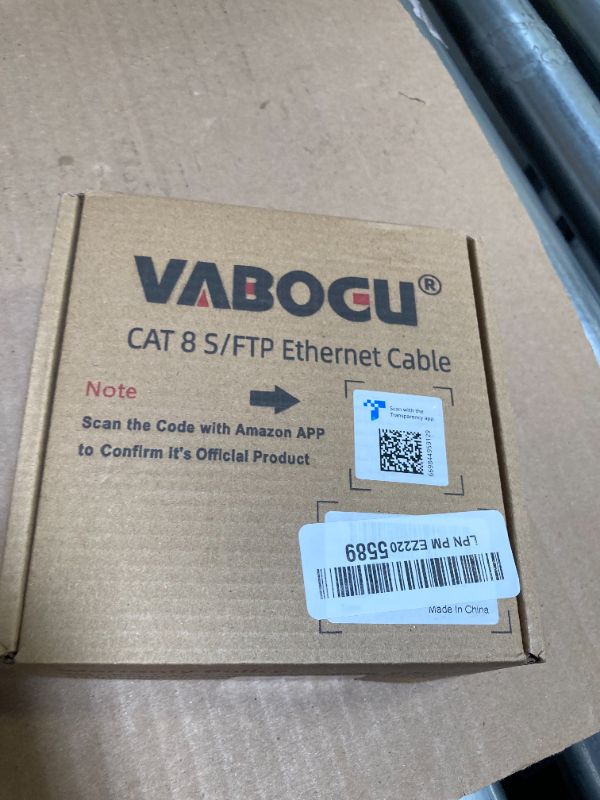 VABOGU®
CAT 8 S/FTP Ethernet Cable
Note
Scan the Code with Amazon APP
to Confirm It's Official Product
Scan with the
Transparency app
LPN PM EZ220 5589
Made In China